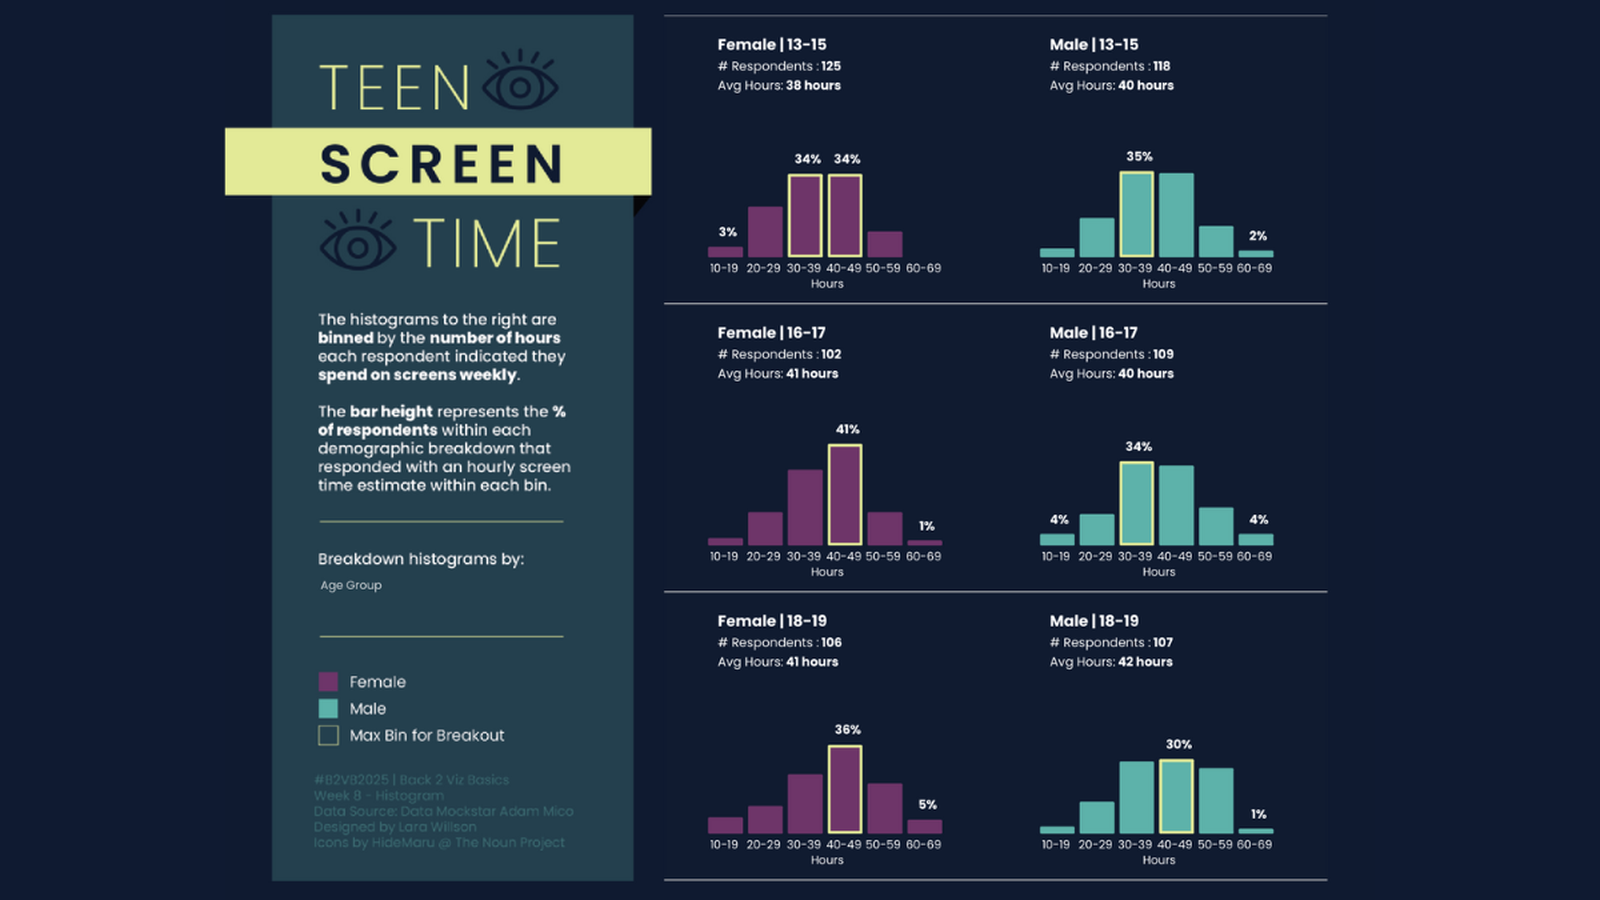 TEEN
SCREEN
TIME
The histograms to the right are
binned by the number of hours
each respondent indicated they
spend on screens weekly.
The bar height represents the %
of respondents within each
demographic breakdown that
responded with an hourly screen
time estimate within each bin.
Breakdown histograms by:
Age Group
Female
Male
Max Bin for Breakout
#B2VB2025 | Back 2 Viz Basics
Week 8 - Histogram
Data Source: Data Mockstar Adam Mico
Designed by Lara Willson
Icons by HideMaru @ The Noun Project
Female | 13-15
# Respondents : 125
Avg Hours: 38 hours
3%
34%
34%
10-19 20-29 30-39 40-49 50-59 60-69
Hours
Male | 13-15
# Respondents : 118
Avg Hours: 40 hours
35%
2%
10-19 20-29 30-39 40-49 50-59 60-69
Hours
Female | 16-17
# Respondents : 102
Avg Hours: 41 hours
41%
1%
10-19 20-29 30-39 40-49 50-59 60-69
Hours
Male | 16-17
# Respondents : 109
Avg Hours: 40 hours
4%
34%
4%
10-19 20-29 30-39 40-49 50-59 60-69
Hours
Female | 18-19
# Respondents : 106
Avg Hours: 41 hours
36%
5%
10-19 20-29 30-39 40-49 50-59 60-69
Hours
Male | 18-19
# Respondents : 107
Avg Hours: 42 hours
30%
1%
10-19 20-29 30-39 40-49 50-59 60-69
Hours